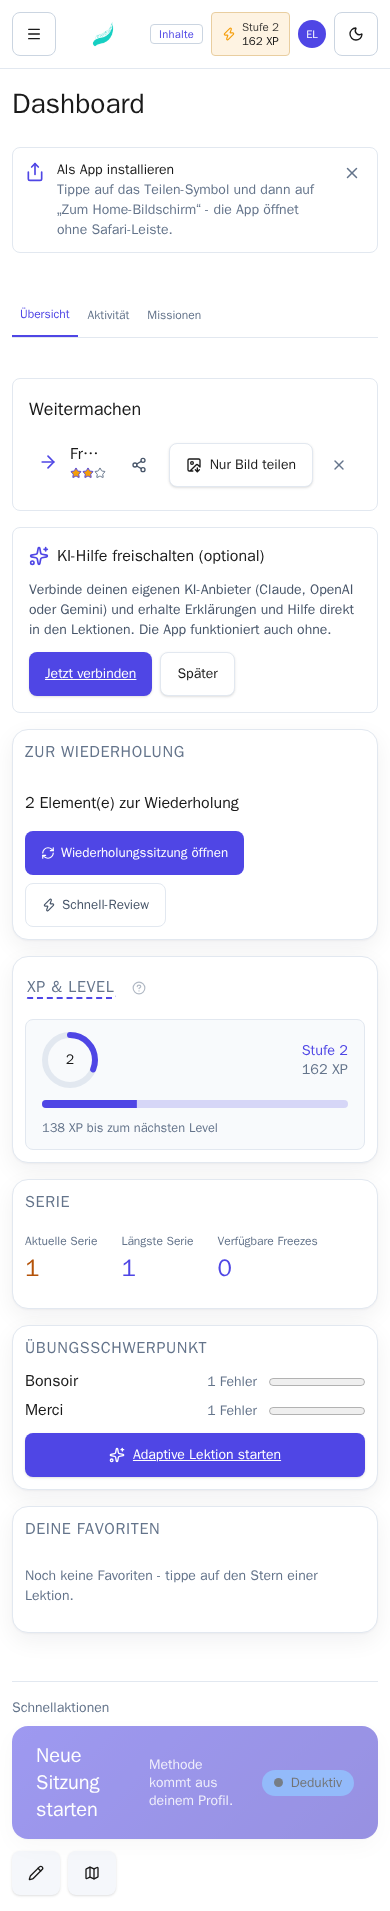 Inhalte
Stufe 2
162 XP
EL
Dashboard
Als App installieren
Tippe auf das Teilen-Symbol und dann auf
„Zum Home-Bildschirm“ - die App öffnet
ohne Safari-Leiste.
Übersicht
Aktivität
Missionen
Weitermachen
Fr…
Nur Bild teilen
KI-Hilfe freischalten (optional)
Verbinde deinen eigenen KI-Anbieter (Claude, OpenAI
oder Gemini) und erhalte Erklärungen und Hilfe direkt
in den Lektionen. Die App funktioniert auch ohne.
Jetzt verbinden
Später
ZUR WIEDERHOLUNG
2 Element(e) zur Wiederholung
Wiederholungssitzung öffnen
Schnell-Review
XP & LEVEL
2
Stufe 2
162 XP
138 XP bis zum nächsten Level
SERIE
Aktuelle Serie
1
Längste Serie
1
Verfügbare Freezes
0
ÜBUNGSSCHWERPUNKT
Bonsoir
1 Fehler
Merci
1 Fehler
Adaptive Lektion starten
DEINE FAVORITEN
Noch keine Favoriten - tippe auf den Stern einer
Lektion.
Schnellaktionen
Neue
Sitzung
starten
Methode
kommt aus
deinem Profil.
Deduktiv